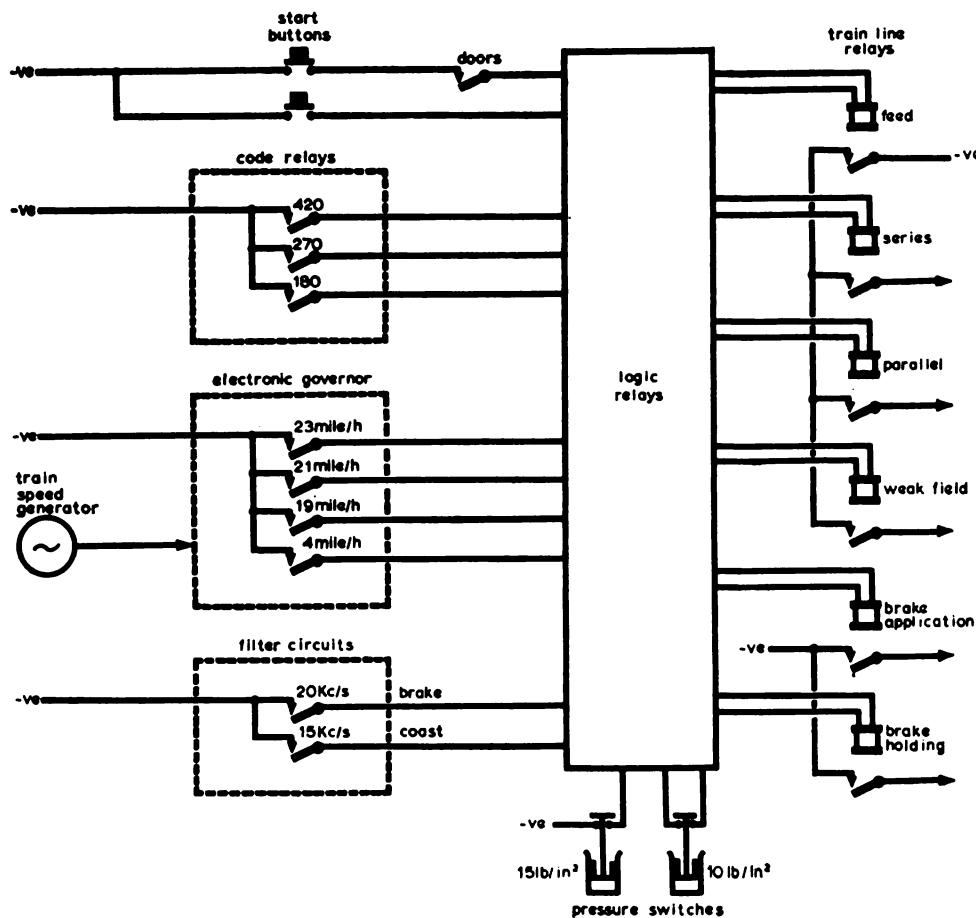 start
buttons
-ve
doors
train line
relays
feed
-ve
code relays
-ve
420
270
180
series
parallel
logic
relays
electronic governor
-ve
23mile/h
21mile/h
19mile/h
4mile/h
train
speed
generator
~
weak field
brake
application
filter circuits
-ve
20Kc/s
brake
15Kc/s
coast
-ve
brake
holding
-ve
15lb/in²
10lb/in²
pressure switches